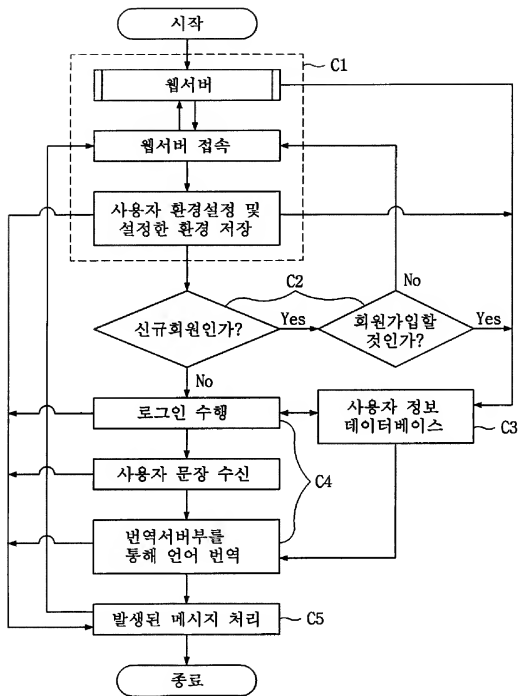 시작
C1
웹서버
웹서버 접속
사용자 환경설정 및
설정한 환경 저장
C2
No
신규회원인가?
Yes
회원가입할
것인가?
Yes
No
로그인 수행
사용자 정보
데이터베이스
C3
사용자 문장 수신
C4
번역서버부를
통해 언어 번역
발생된 메시지 처리
C5
종료